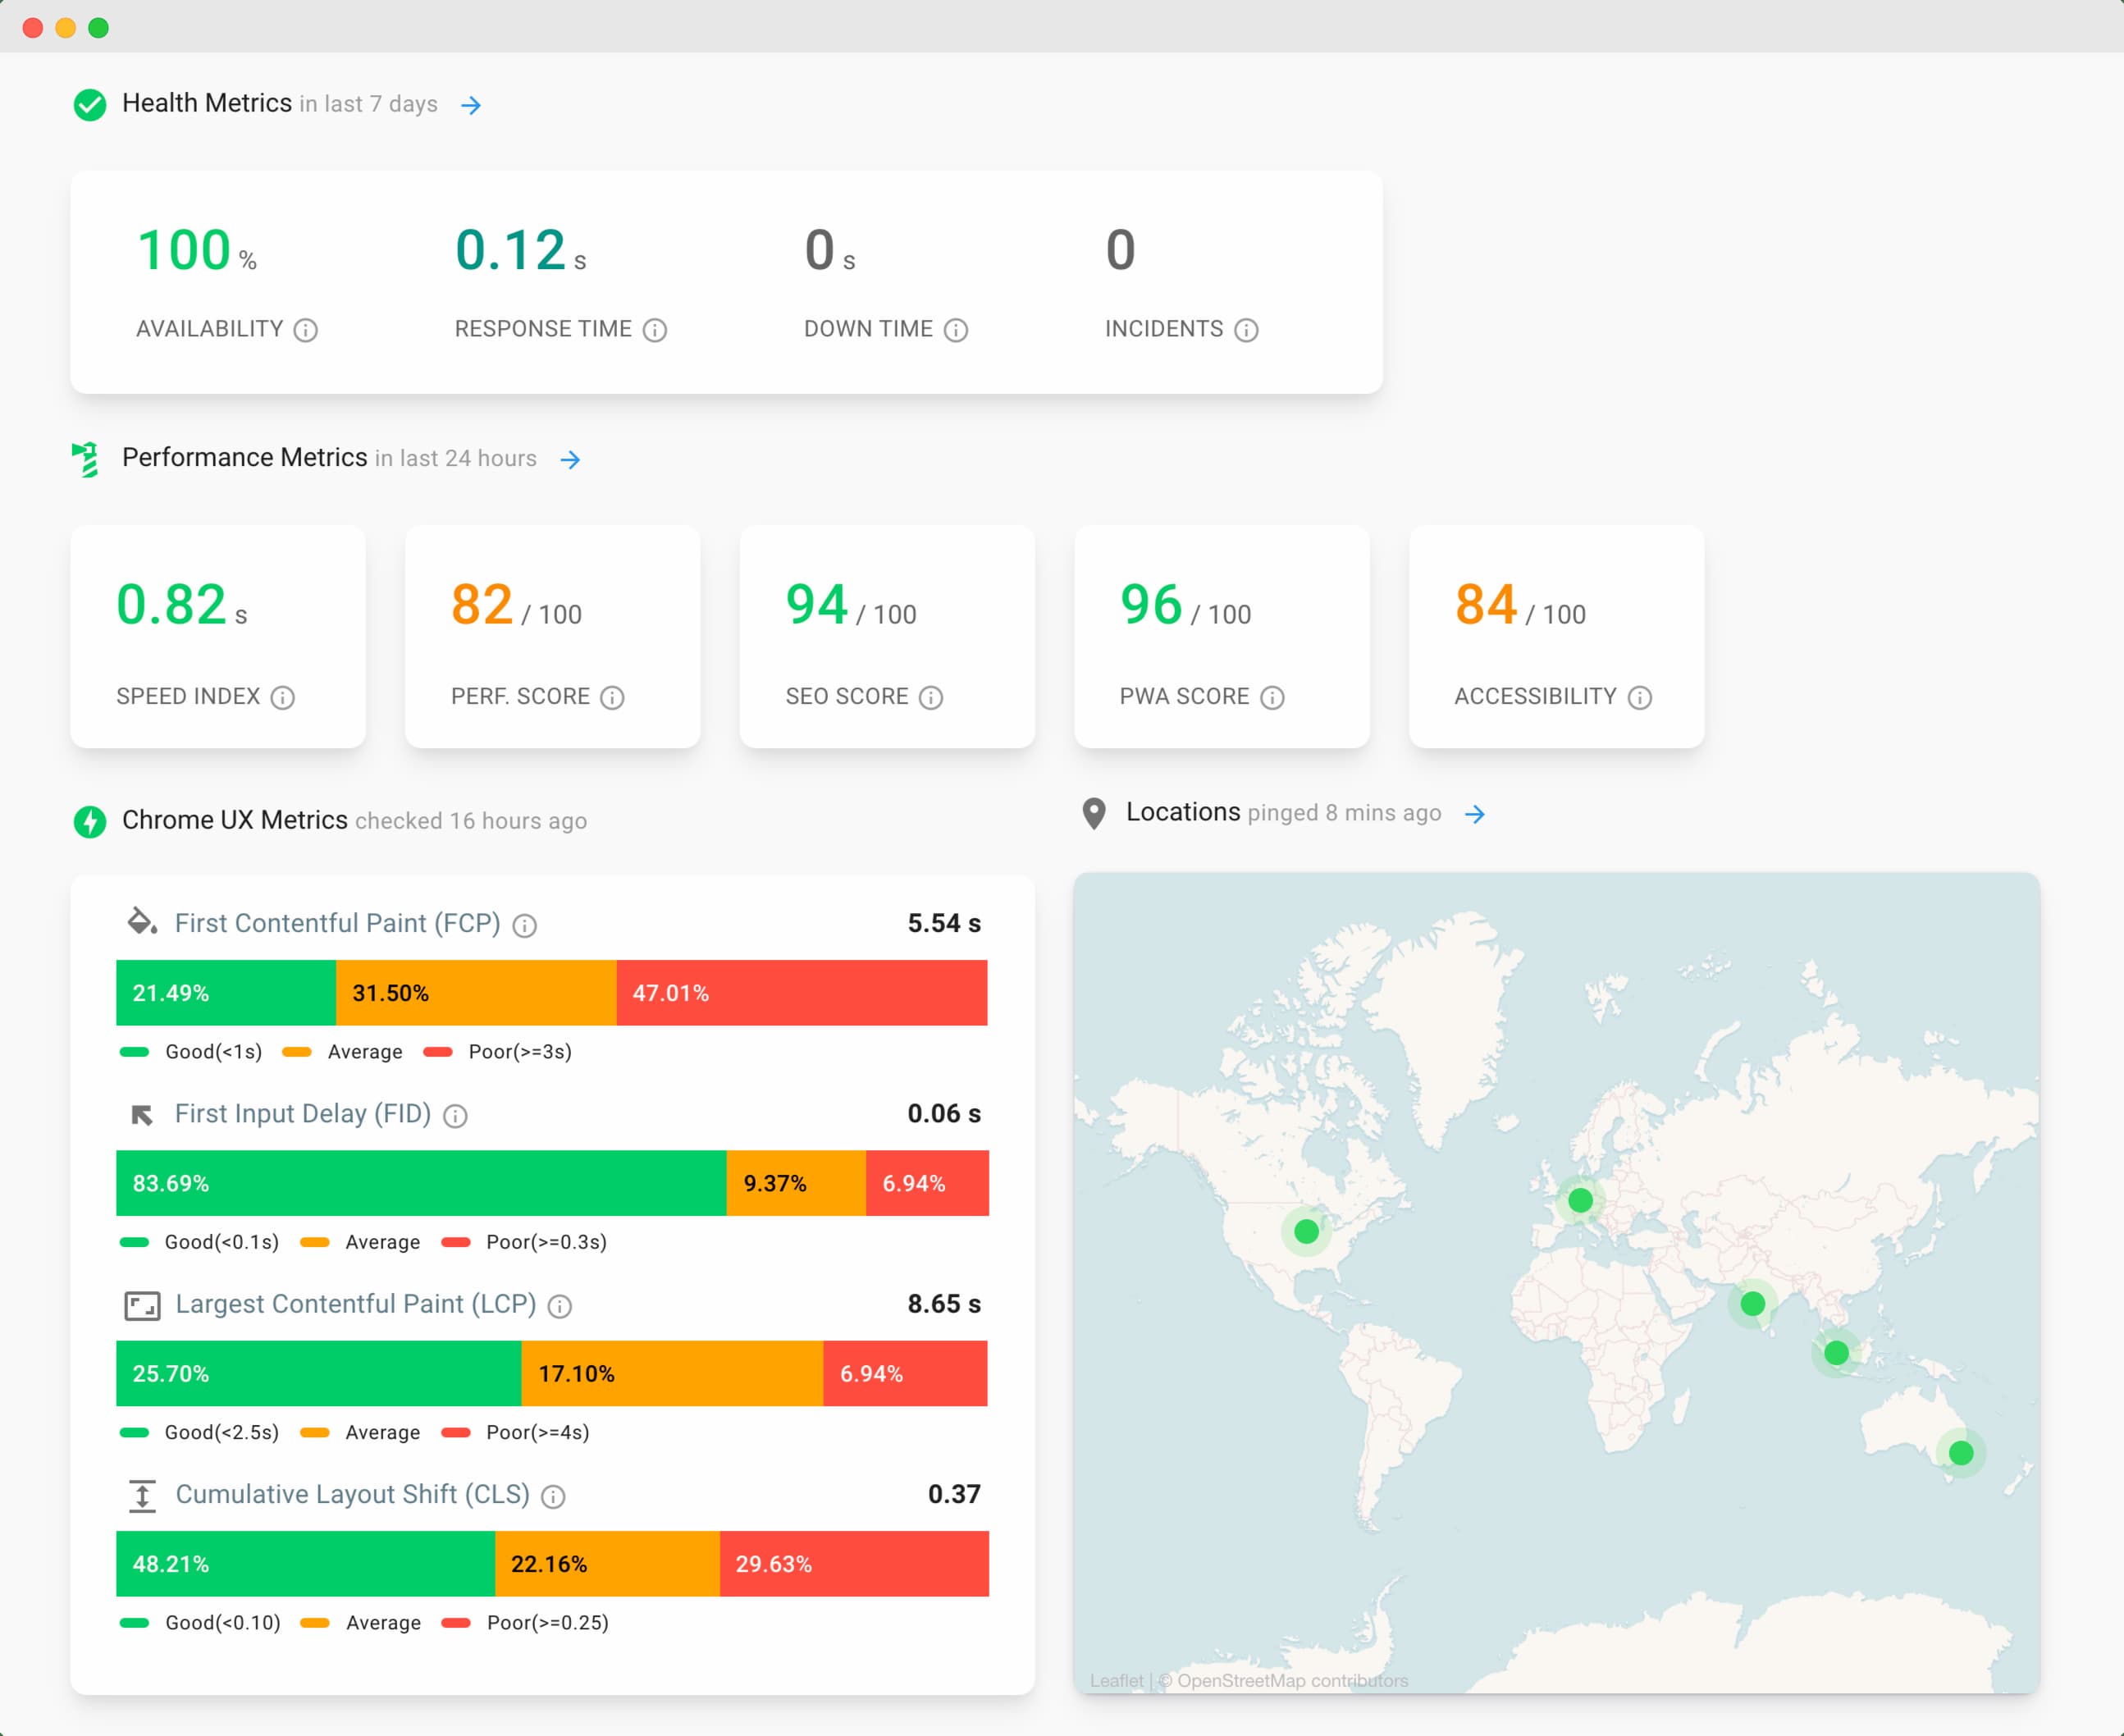 Health Metrics in last 7 days
100 %
AVAILABILITY
0.12 s
RESPONSE TIME
0 s
DOWN TIME
0
INCIDENTS
Performance Metrics in last 24 hours
0.82 s
SPEED INDEX
82 / 100
PERF. SCORE
94 / 100
SEO SCORE
96 / 100
PWA SCORE
84 / 100
ACCESSIBILITY
Chrome UX Metrics checked 16 hours ago
First Contentful Paint (FCP)
5.54 s
21.49% 31.50% 47.01%
Good(<1s) Average Poor(>=3s)
First Input Delay (FID)
0.06 s
83.69% 9.37% 6.94%
Good(<0.1s) Average Poor(>=0.3s)
Largest Contentful Paint (LCP)
8.65 s
25.70% 17.10% 6.94%
Good(<2.5s) Average Poor(>=4s)
Cumulative Layout Shift (CLS)
0.37
48.21% 22.16% 29.63%
Good(<0.10) Average Poor(>=0.25)
Locations pinged 8 mins ago
Leaflet | © OpenStreetMap contributors